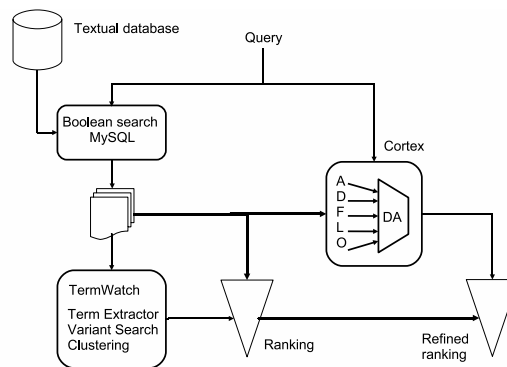 Textual database
Query
Boolean search
MySQL
Cortex
A
D
F
L
O
DA
TermWatch
Term Extractor
Variant Search
Clustering
Ranking
Refined
ranking